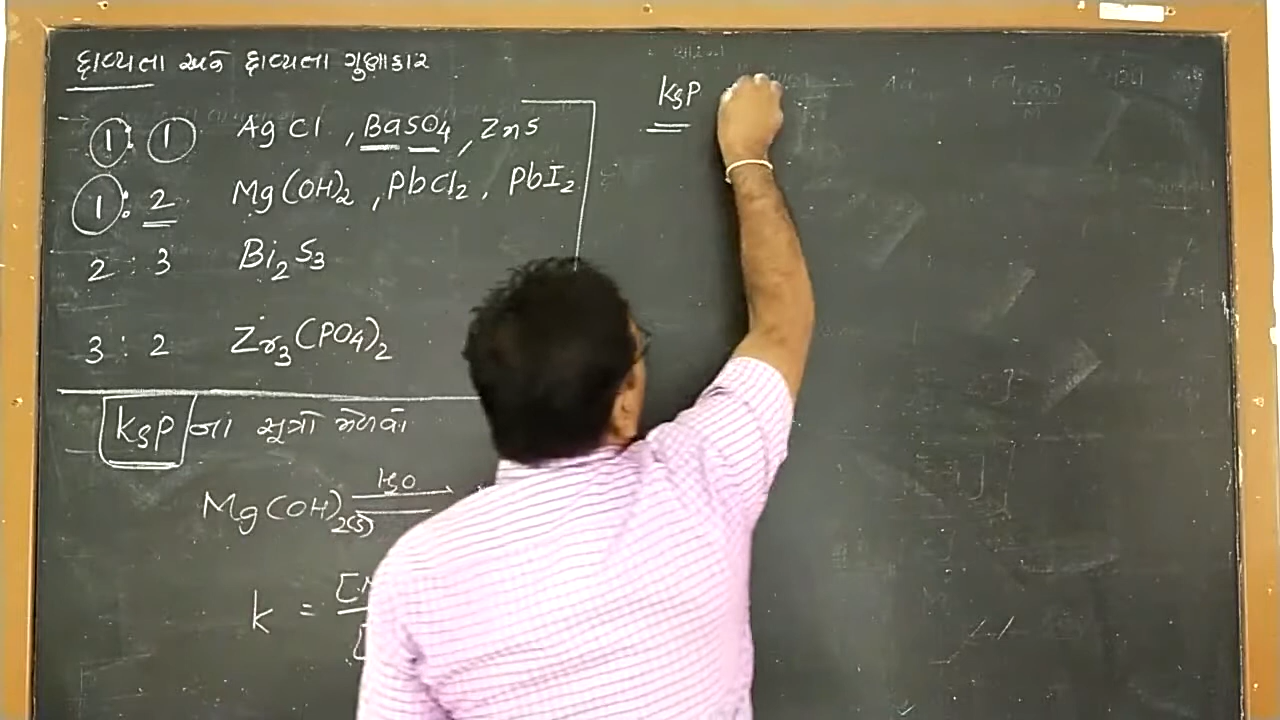 દ્રાવ્યતા અને દ્રાવ્યતા ગુણાકાર
1 : 1 AgCl , BaSO4 , ZnS
1 : 2 Mg(OH)2 , PbCl2 , PbI2
2 : 3 Bi2S3
3 : 2 Zr3(PO4)2
ksp ના સૂત્રો મેળવો
H2O
Mg(OH)2(s)
k = [
ksp